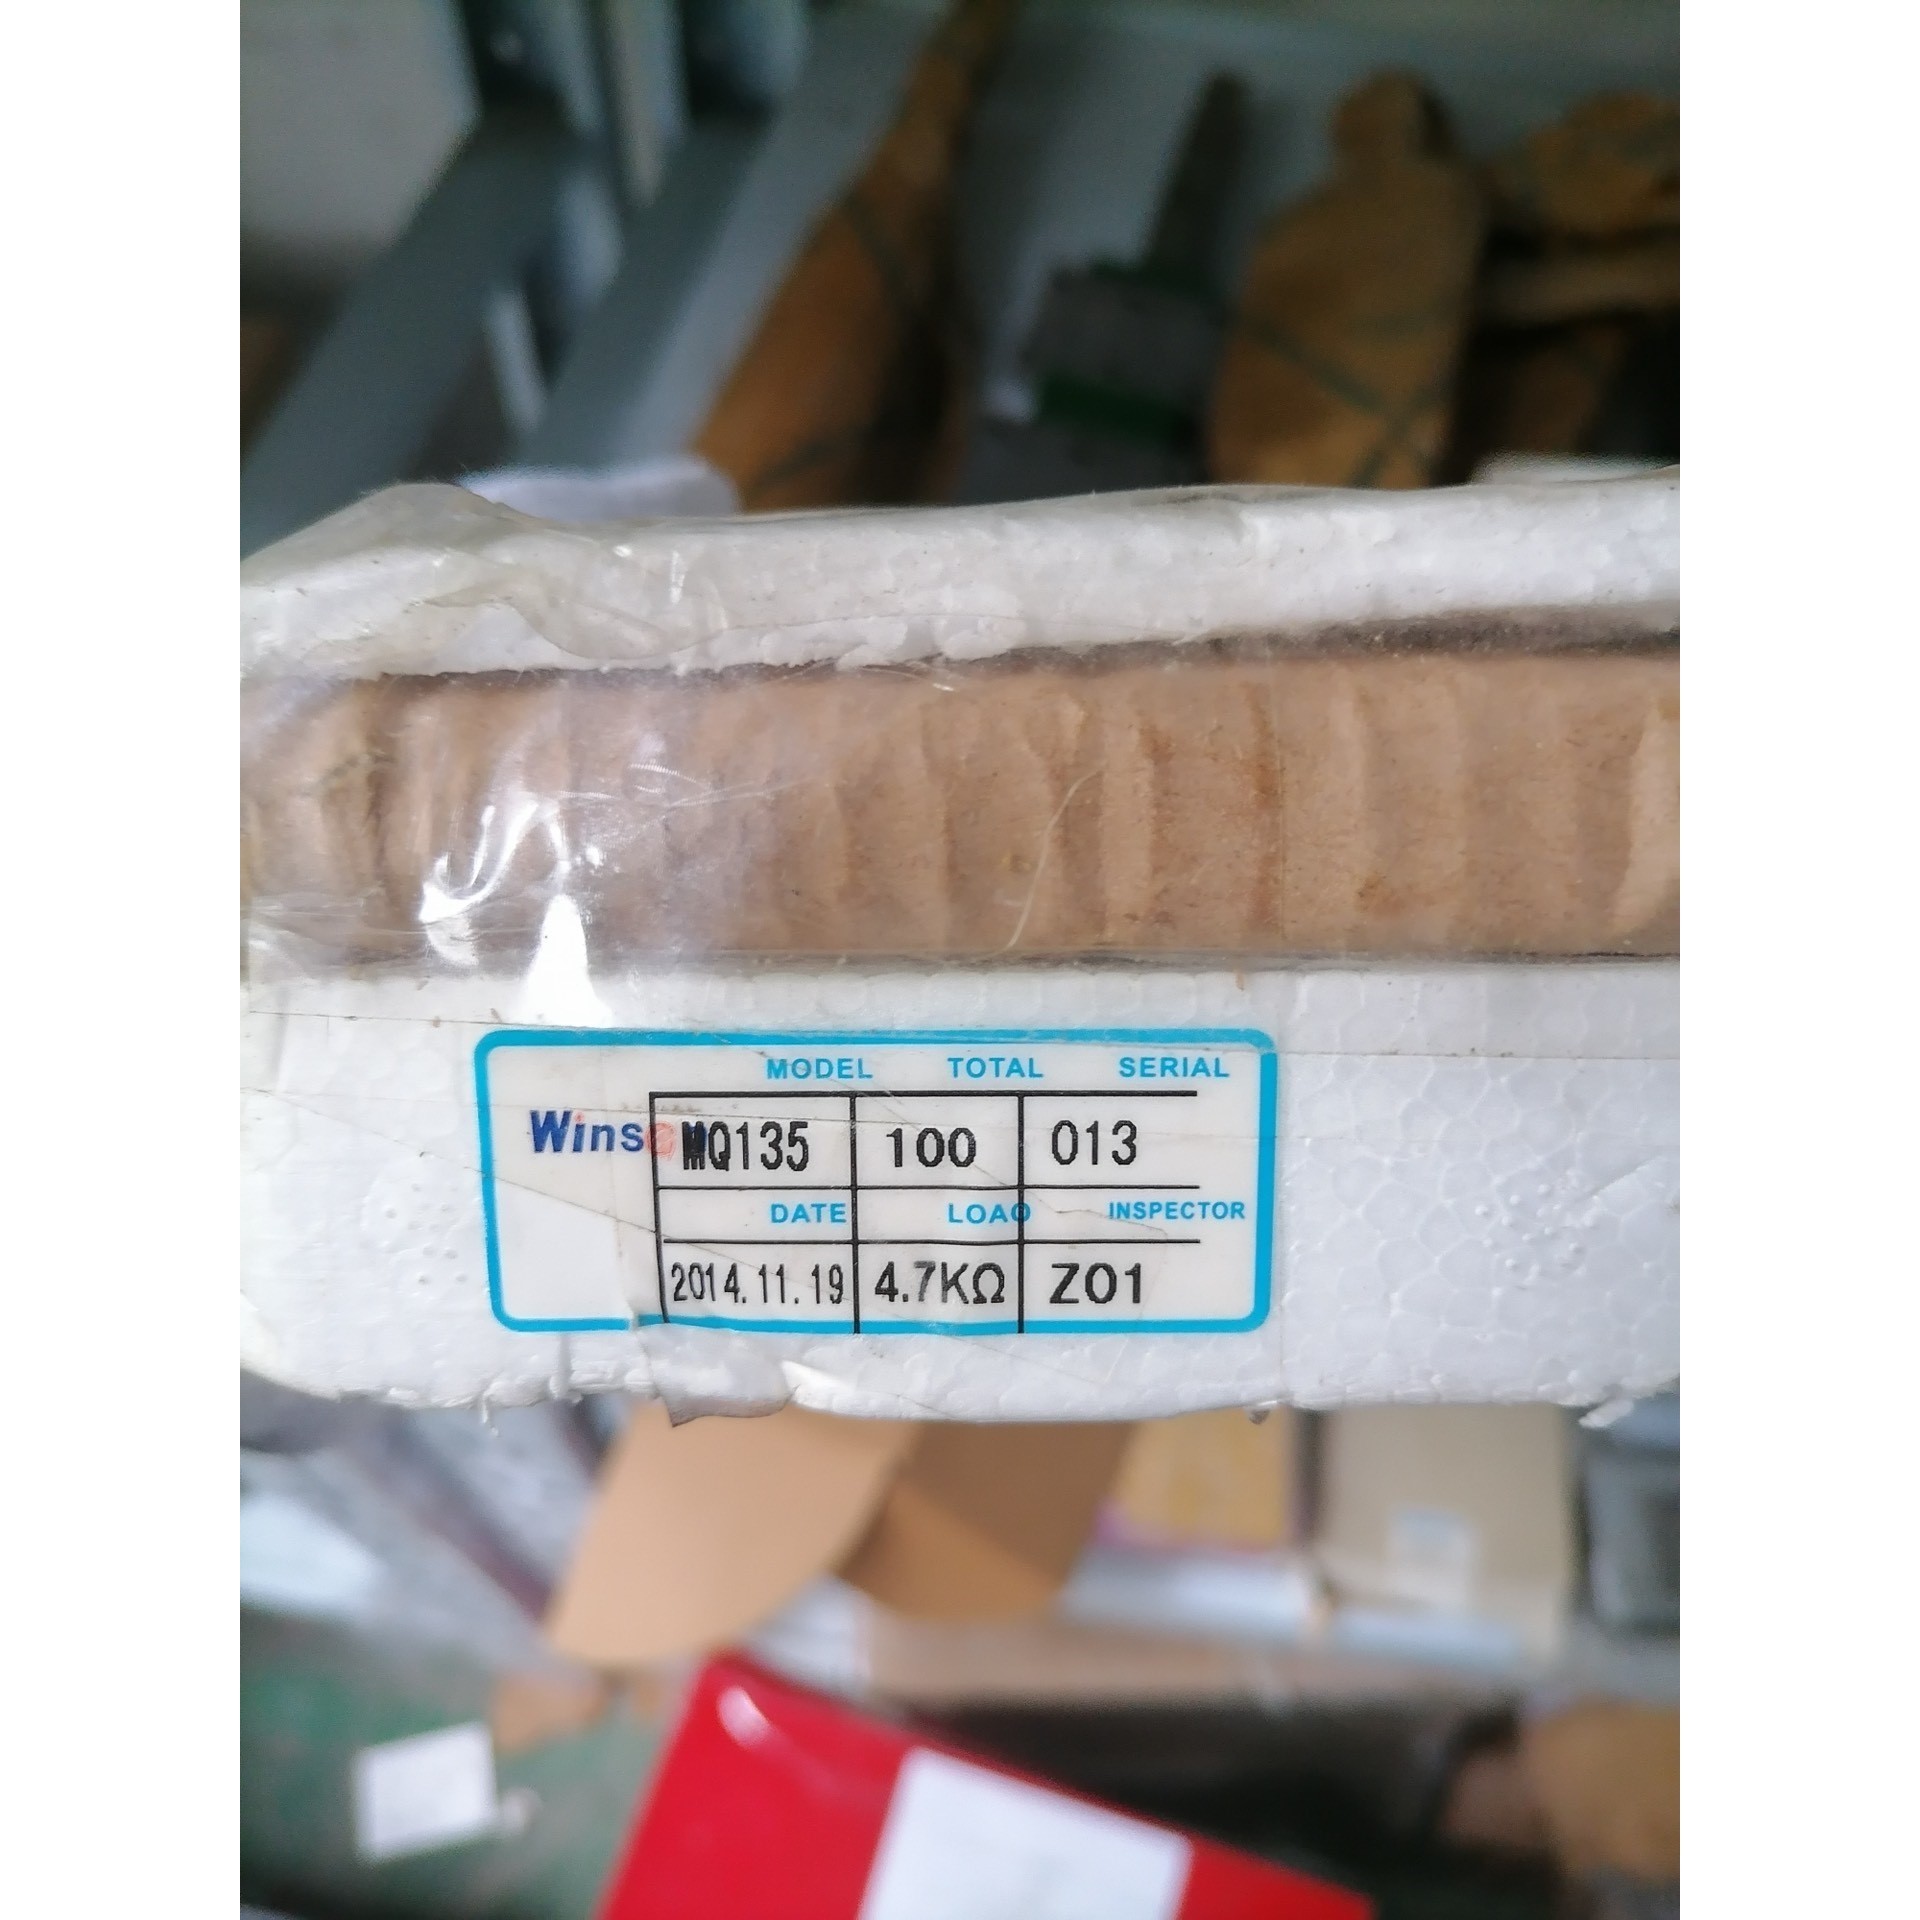 MODEL TOTAL SERIAL
Winsen MQ135 100 013
DATE LOAD INSPECTOR
2014.11.19 4.7KΩ Z01